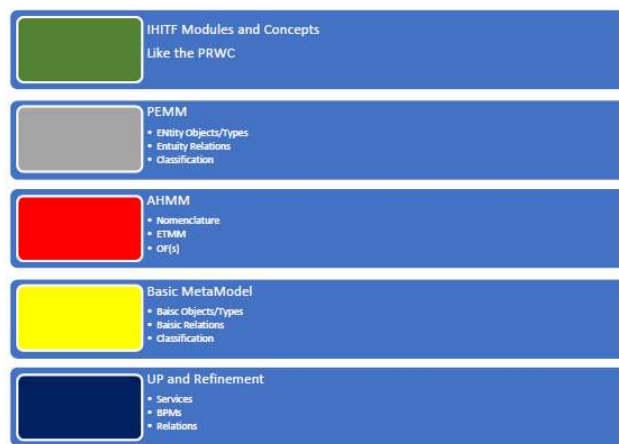 IHITF Modules and Concepts
Like the PRWC
PEMM
• ENtity Objects/Types
• Entuity Relations
• Classification
AHMM
• Nomenclature
• ETMM
• OF(s)
Basic MetaModel
• Baisc Objects/Types
• Baisic Relations
• Classification
UP and Refinement
• Services
• BPMs
• Relations